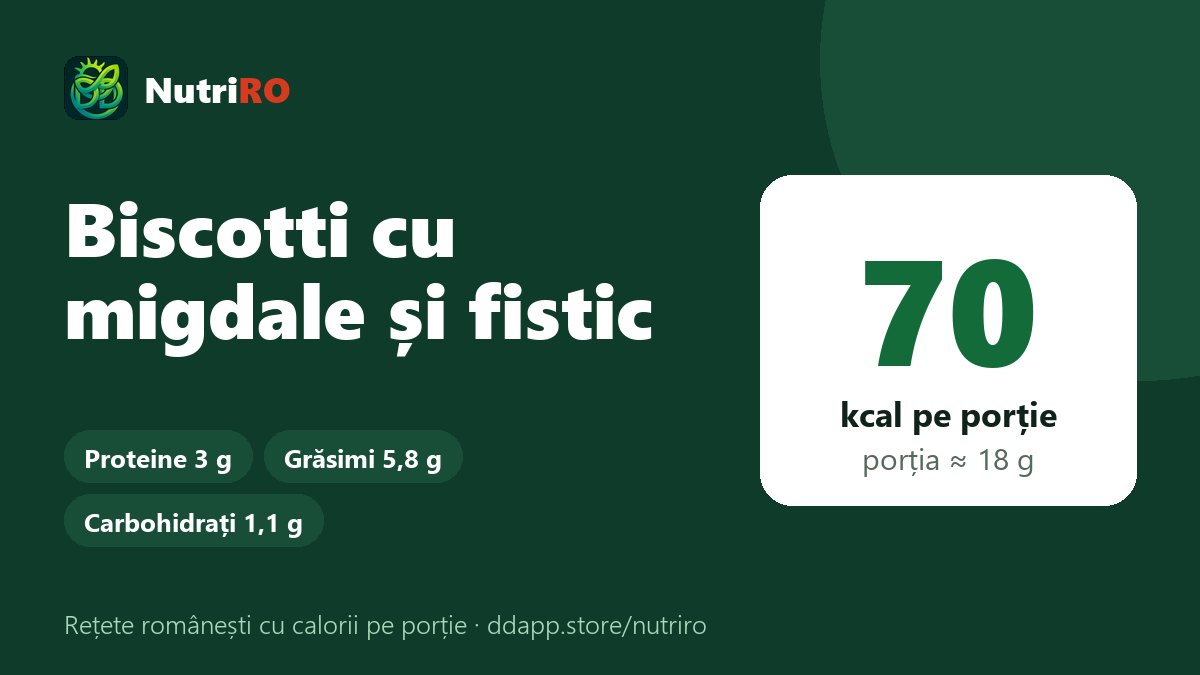 NutriRO
Biscotti cu
migdale și fistic
70
kcal pe porție
porția ≈ 18 g
Proteine 3 g
Grăsimi 5,8 g
Carbohidrați 1,1 g
Rețete românești cu calorii pe porție · ddapp.store/nutriro